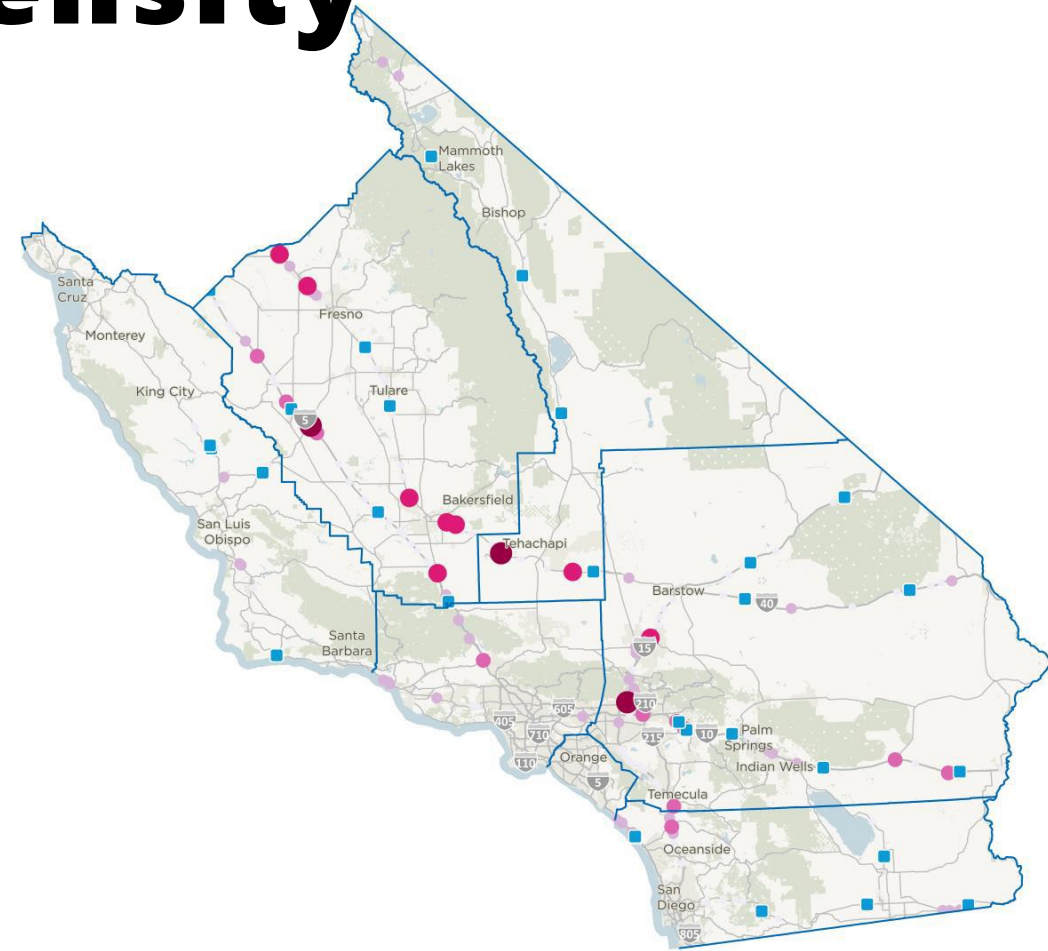 ensity
Mammoth
Lakes
Bishop
Santa
Cruz
Fresno
Monterey
King City
Tulare
5
Bakersfield
San Luis
Obispo
Tehachapi
Barstow
40
Santa
Barbara
15
605
210
405
710
215
10
Palm
Springs
110
Orange
Indian Wells
5
Temecula
Oceanside
San
Diego
805